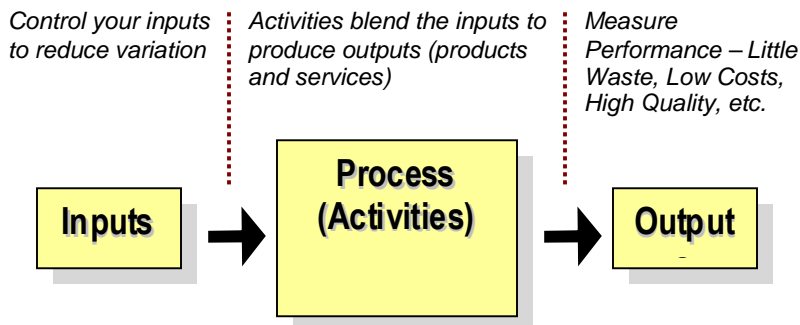 Control your inputs
to reduce variation
Activities blend the inputs to
produce outputs (products
and services)
Measure
Performance – Little
Waste, Low Costs,
High Quality, etc.
Inputs
Process
(Activities)
Output